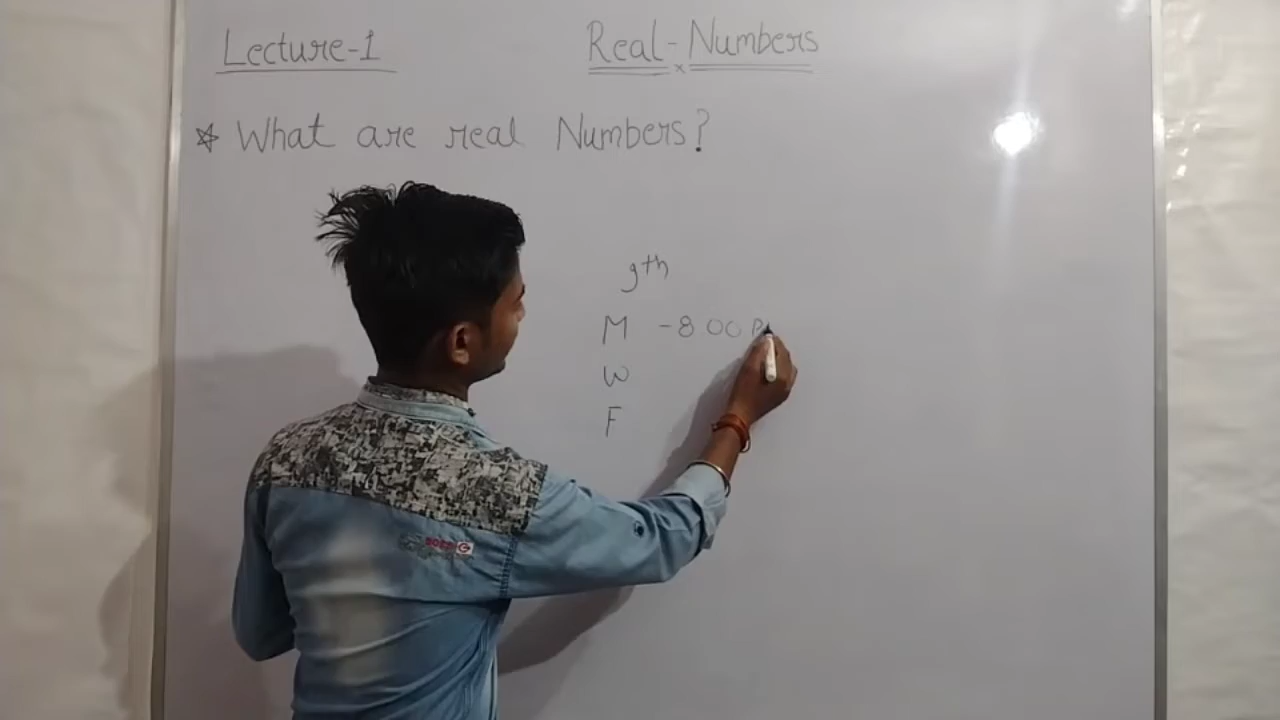 Lecture-1
Real-Numbers
☆ What are real Numbers?
9th
M -8 00 P
W
F